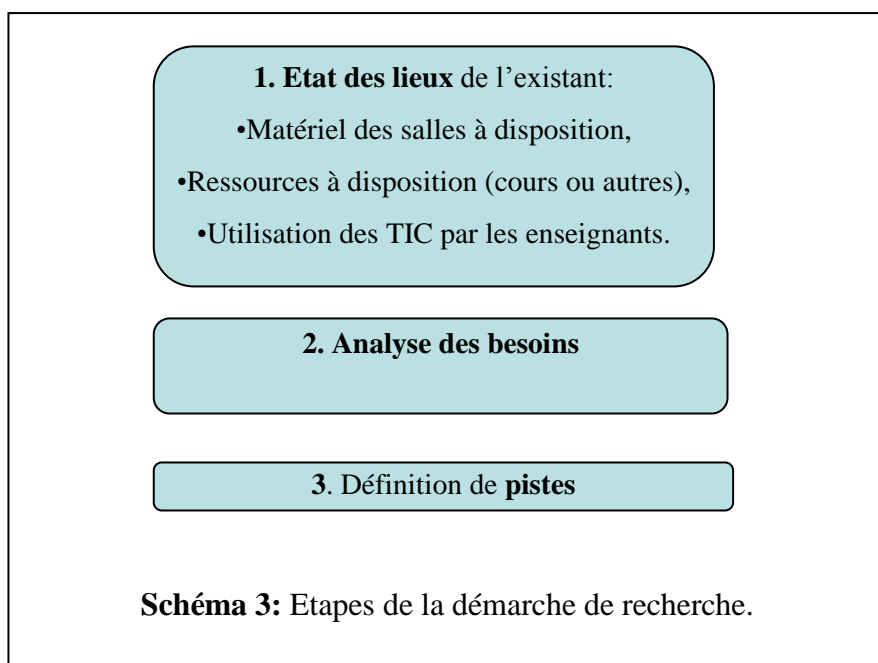 1. Etat des lieux de l’existant:
•Matériel des salles à disposition,
•Ressources à disposition (cours ou autres),
•Utilisation des TIC par les enseignants.
2. Analyse des besoins
3. Définition de pistes
Schéma 3: Etapes de la démarche de recherche.